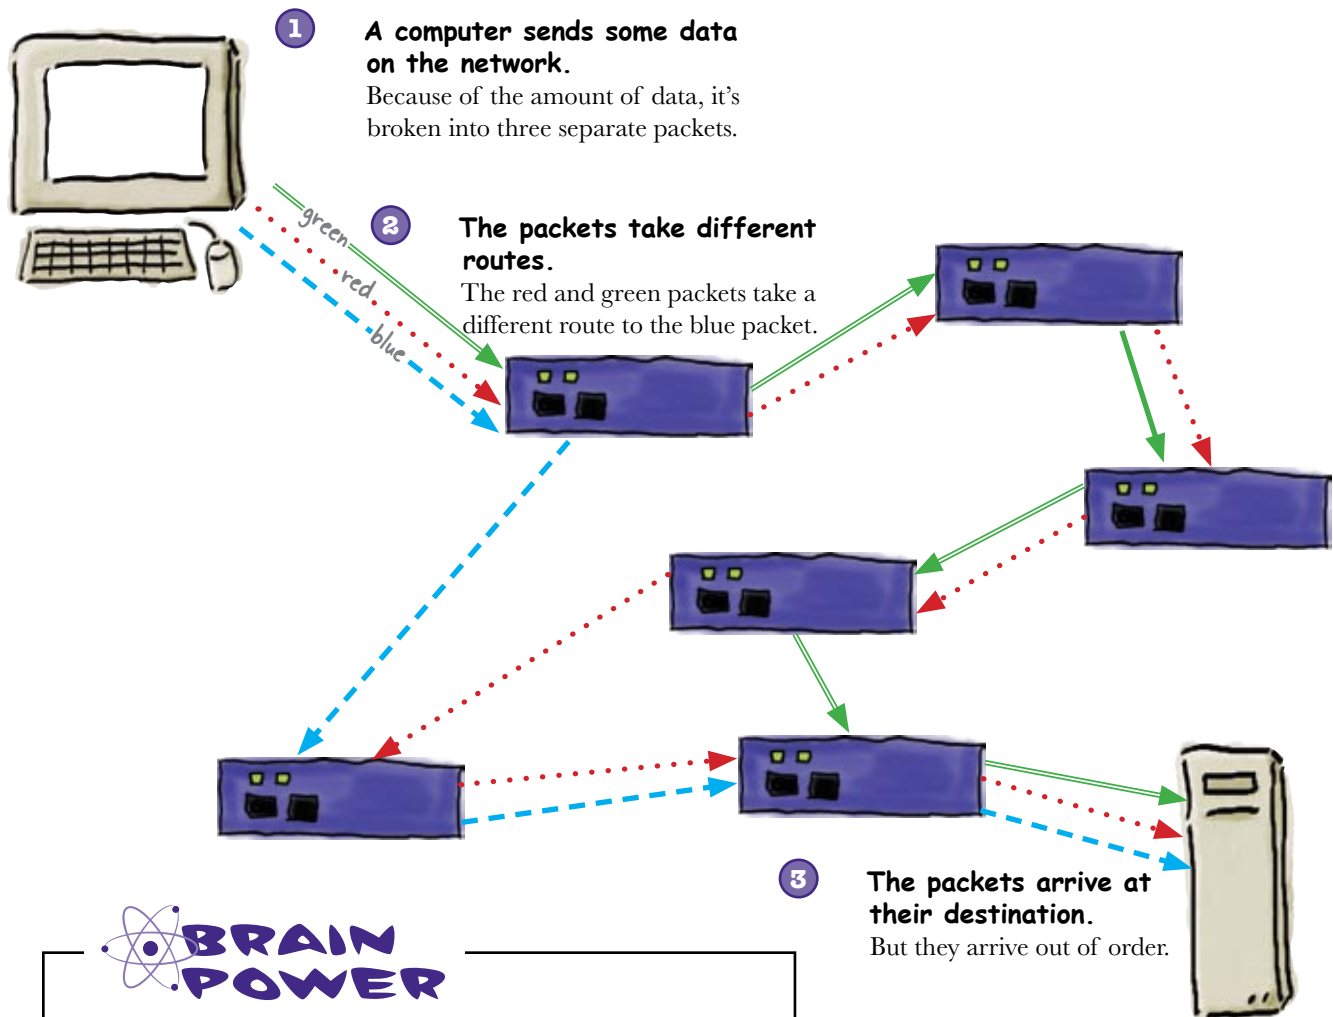 1
A computer sends some data
on the network.
Because of the amount of data, it's
broken into three separate packets.
green
red
blue
2
The packets take different
routes.
The red and green packets take a
different route to the blue packet.
3
The packets arrive at
their destination.
But they arrive out of order.
BRAIN
POWER